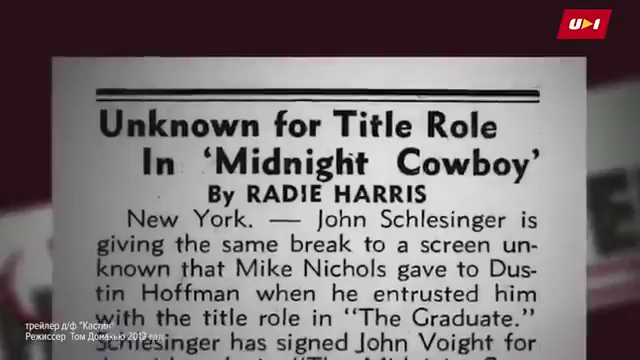 U►I
Unknown for Title Role
In 'Midnight Cowboy'
By RADIE HARRIS
New York. — John Schlesinger is
giving the same break to a screen un-
known that Mike Nichols gave to Dus-
tin Hoffman when he entrusted him
with the title role in "The Graduate."
Schlesinger has signed John Voight for
трейлер д/ф "Кастинг"
Режиссер Том Донахью 2012 год